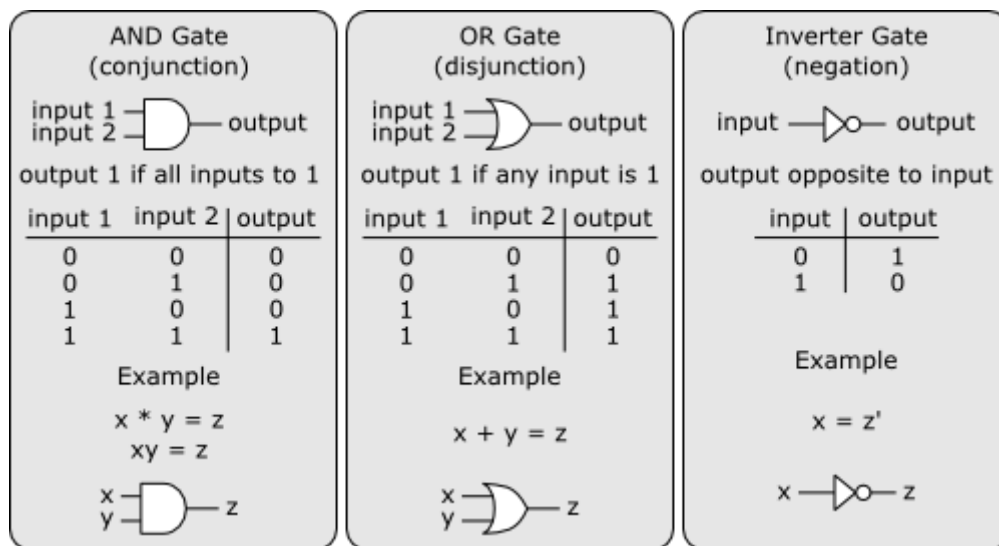 AND Gate
(conjunction)
input 1
input 2
output
output 1 if all inputs to 1
input 1 input 2 output
0 0 0
0 1 0
1 0 0
1 1 1
Example
x * y = z
xy = z
x
y
z
OR Gate
(disjunction)
input 1
input 2
output
output 1 if any input is 1
input 1 input 2 output
0 0 0
0 1 1
1 0 1
1 1 1
Example
x + y = z
x
y
z
Inverter Gate
(negation)
input output
output opposite to input
input output
0 1
1 0
Example
x = z'
x z